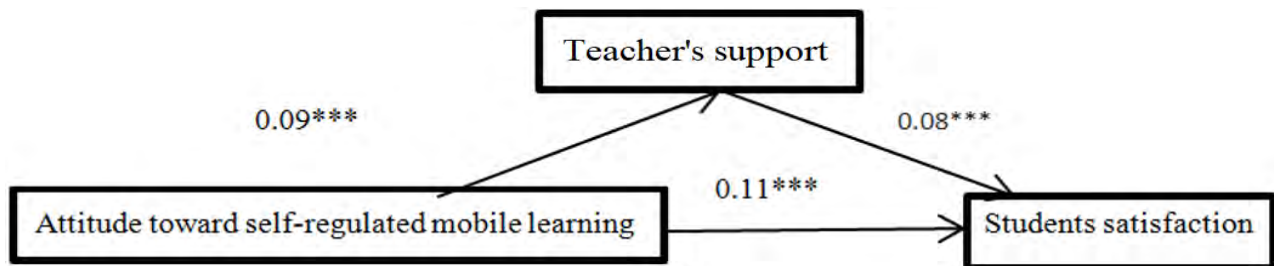 Teacher's support
0.09***
0.08***
0.11***
Attitude toward self-regulated mobile learning
Students satisfaction